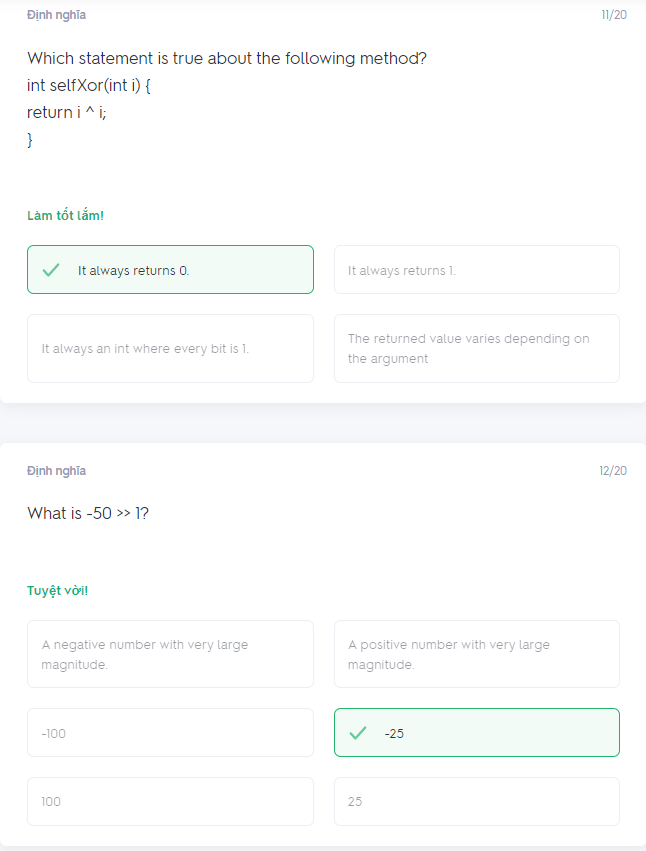 Định nghĩa 11/20
Which statement is true about the following method?
int selfXor(int i) {
return i ^ i;
}
Làm tốt lắm!
It always returns 0. It always returns 1.
It always an int where every bit is 1. The returned value varies depending on
the argument
Định nghĩa 12/20
What is -50 >> 1?
Tuyệt vời!
A negative number with very large
magnitude.
A positive number with very large
magnitude.
-100 -25
100 25